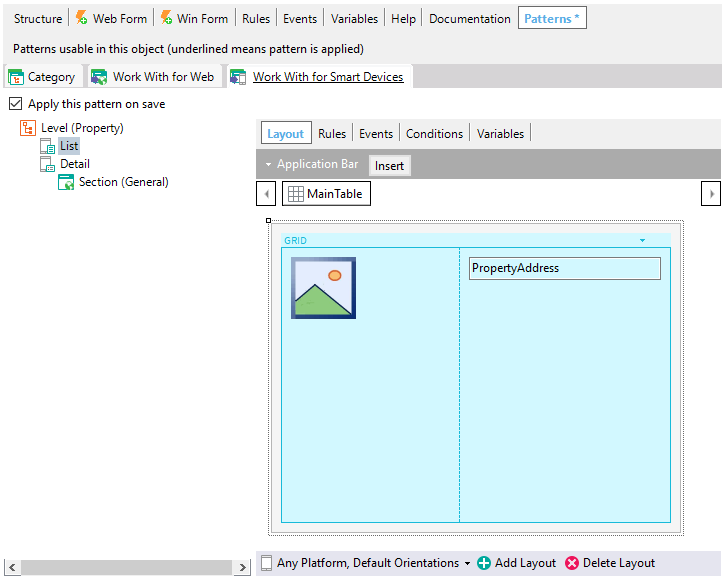 Structure Web Form Win Form Rules Events Variables Help Documentation Patterns *
Patterns usable in this object (underlined means pattern is applied)
Category Work With for Web Work With for Smart Devices
Apply this pattern on save
Level (Property)
List
Detail
Section (General)
Layout Rules Events Conditions Variables
Application Bar Insert
MainTable
GRID
PropertyAddress
Any Platform, Default Orientations Add Layout Delete Layout